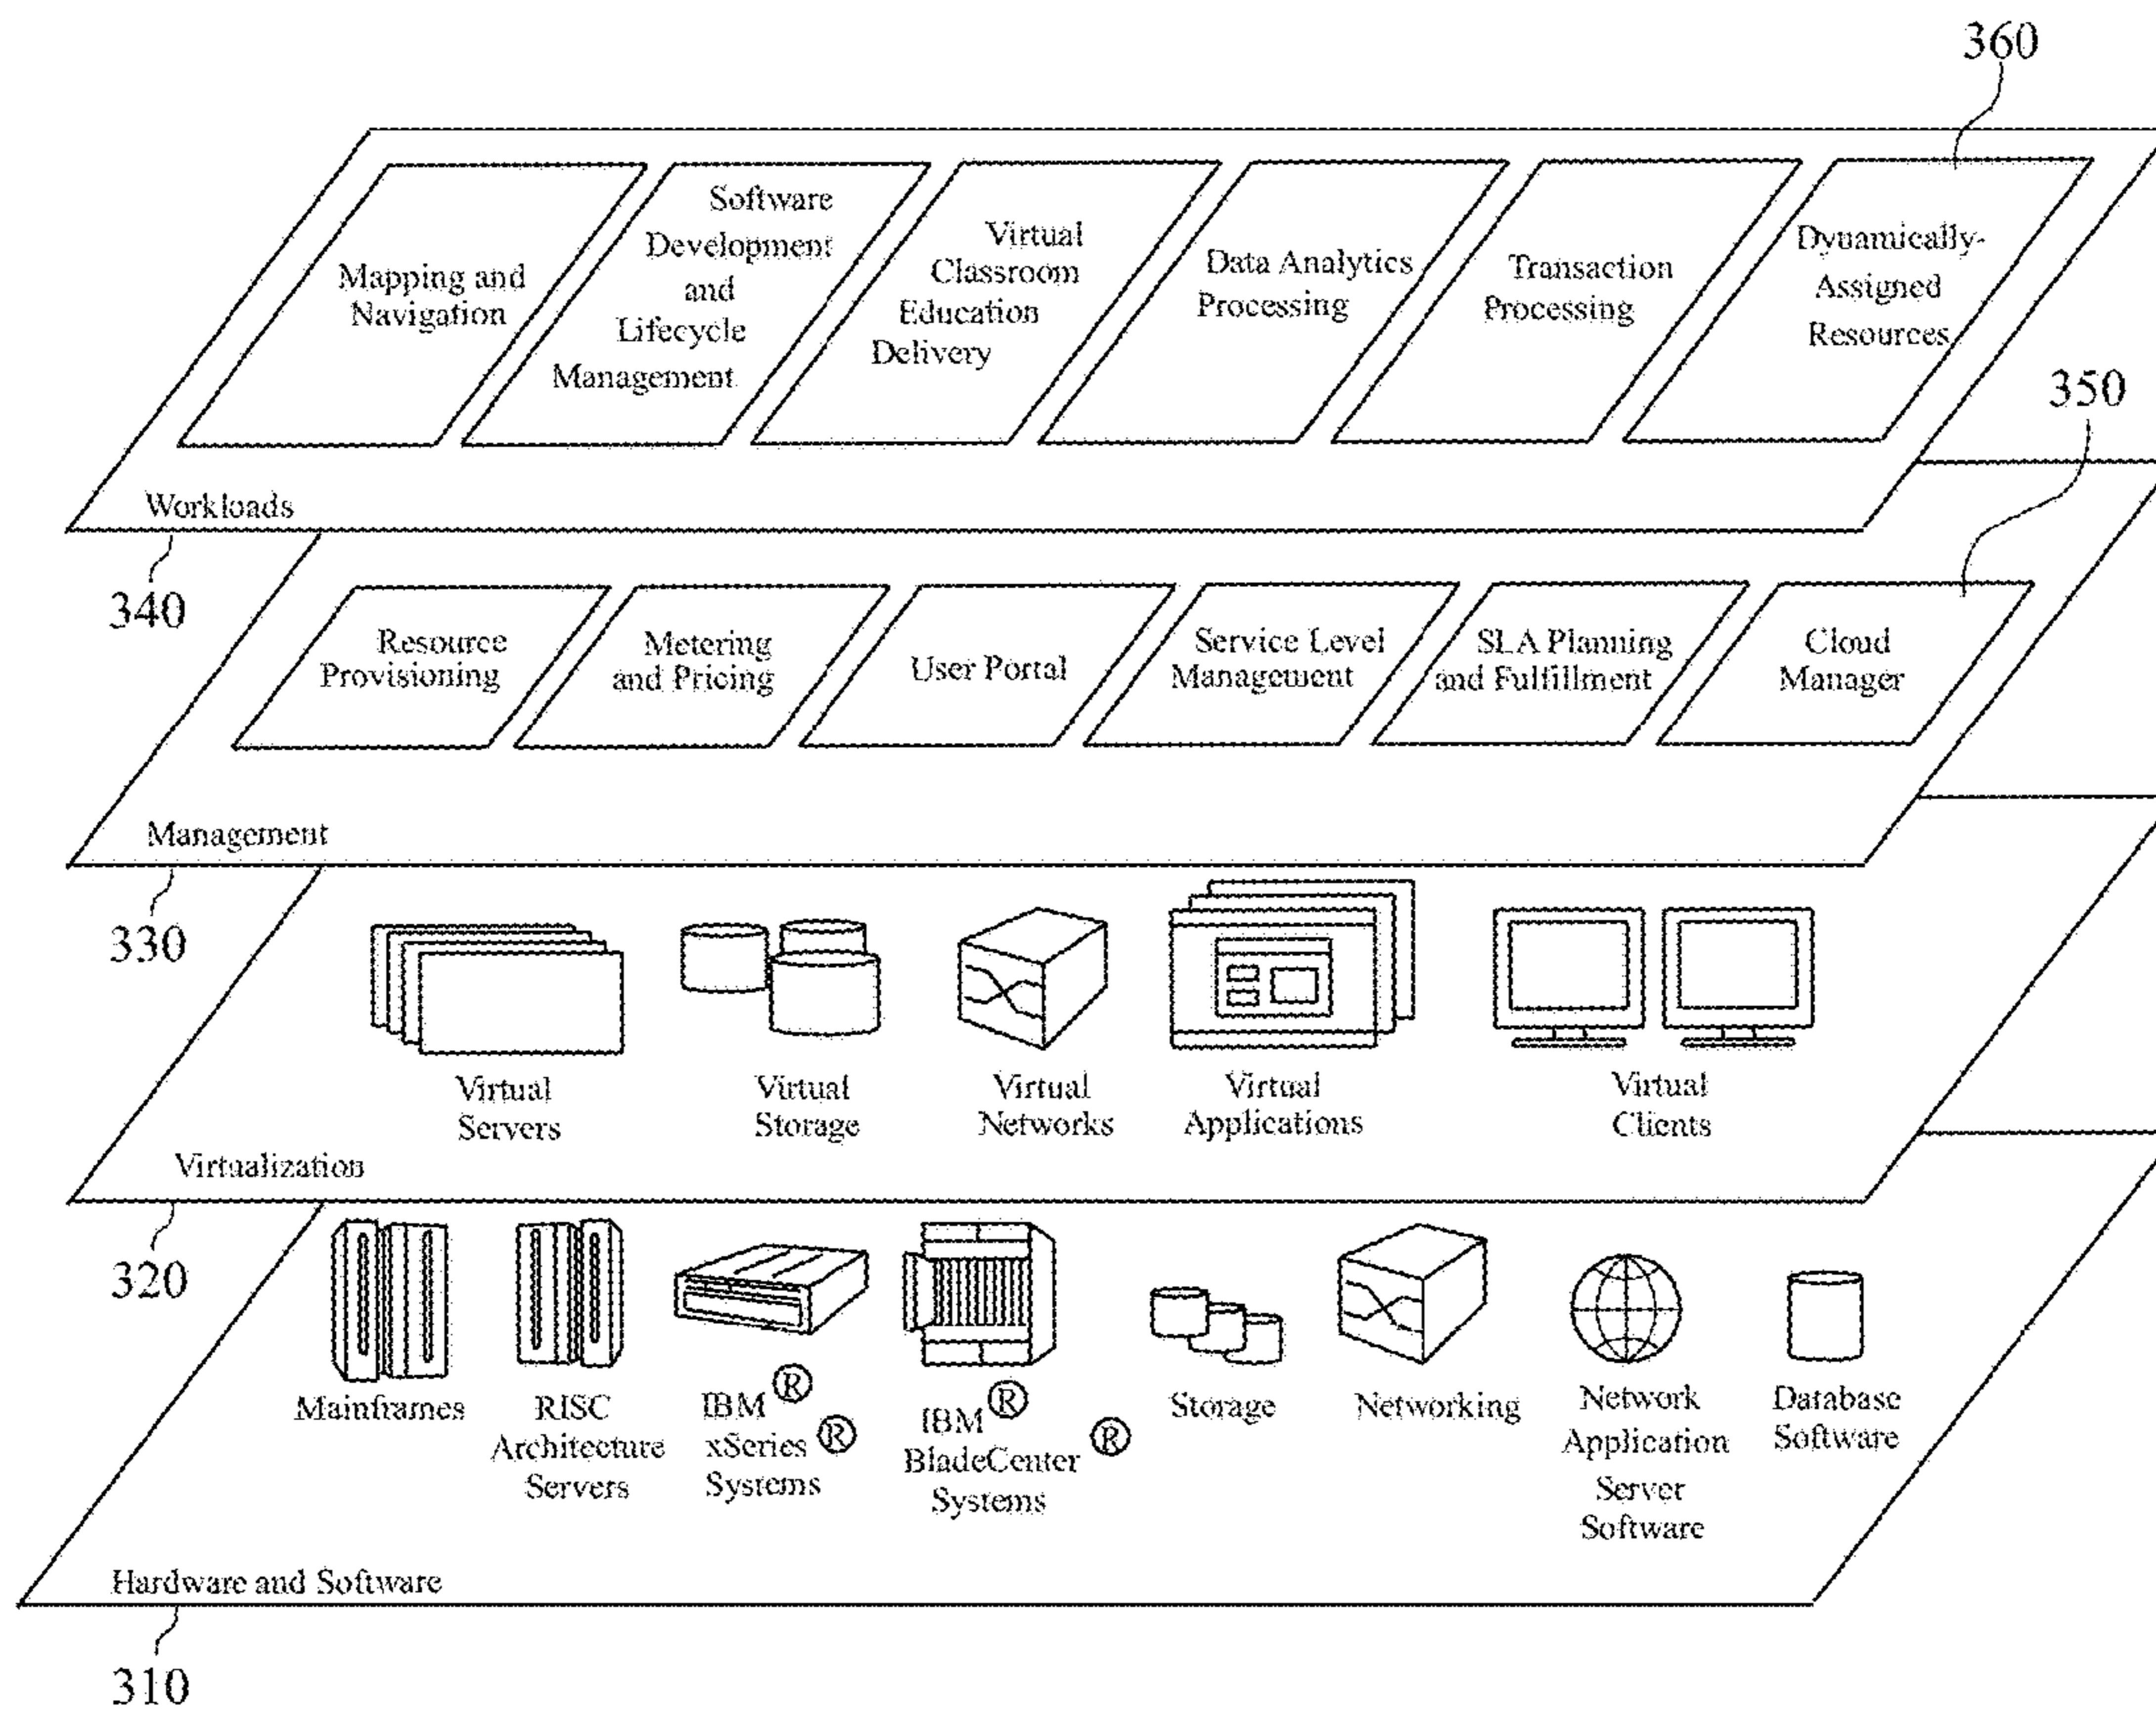 360
Mapping and
Navigation
Software
Development
and
Lifecycle
Management
Virtual
Classroom
Education
Delivery
Data Analytics
Processing
Transaction
Processing
Dynamically-
Assigned
Resources
350
Workloads
340
Resource
Provisioning
Metering
and Pricing
User Portal
Service Level
Management
SLA Planning
and Fulfillment
Cloud
Manager
Management
330
Virtual
Servers
Virtual
Storage
Virtual
Networks
Virtual
Applications
Virtual
Clients
Virtualization
320
Mainframes
RISC
Architecture
Servers
IBM ®
xSeries ®
Systems
IBM ®
BladeCenter ®
Systems
Storage
Networking
Network
Application
Server
Software
Database
Software
Hardware and Software
310